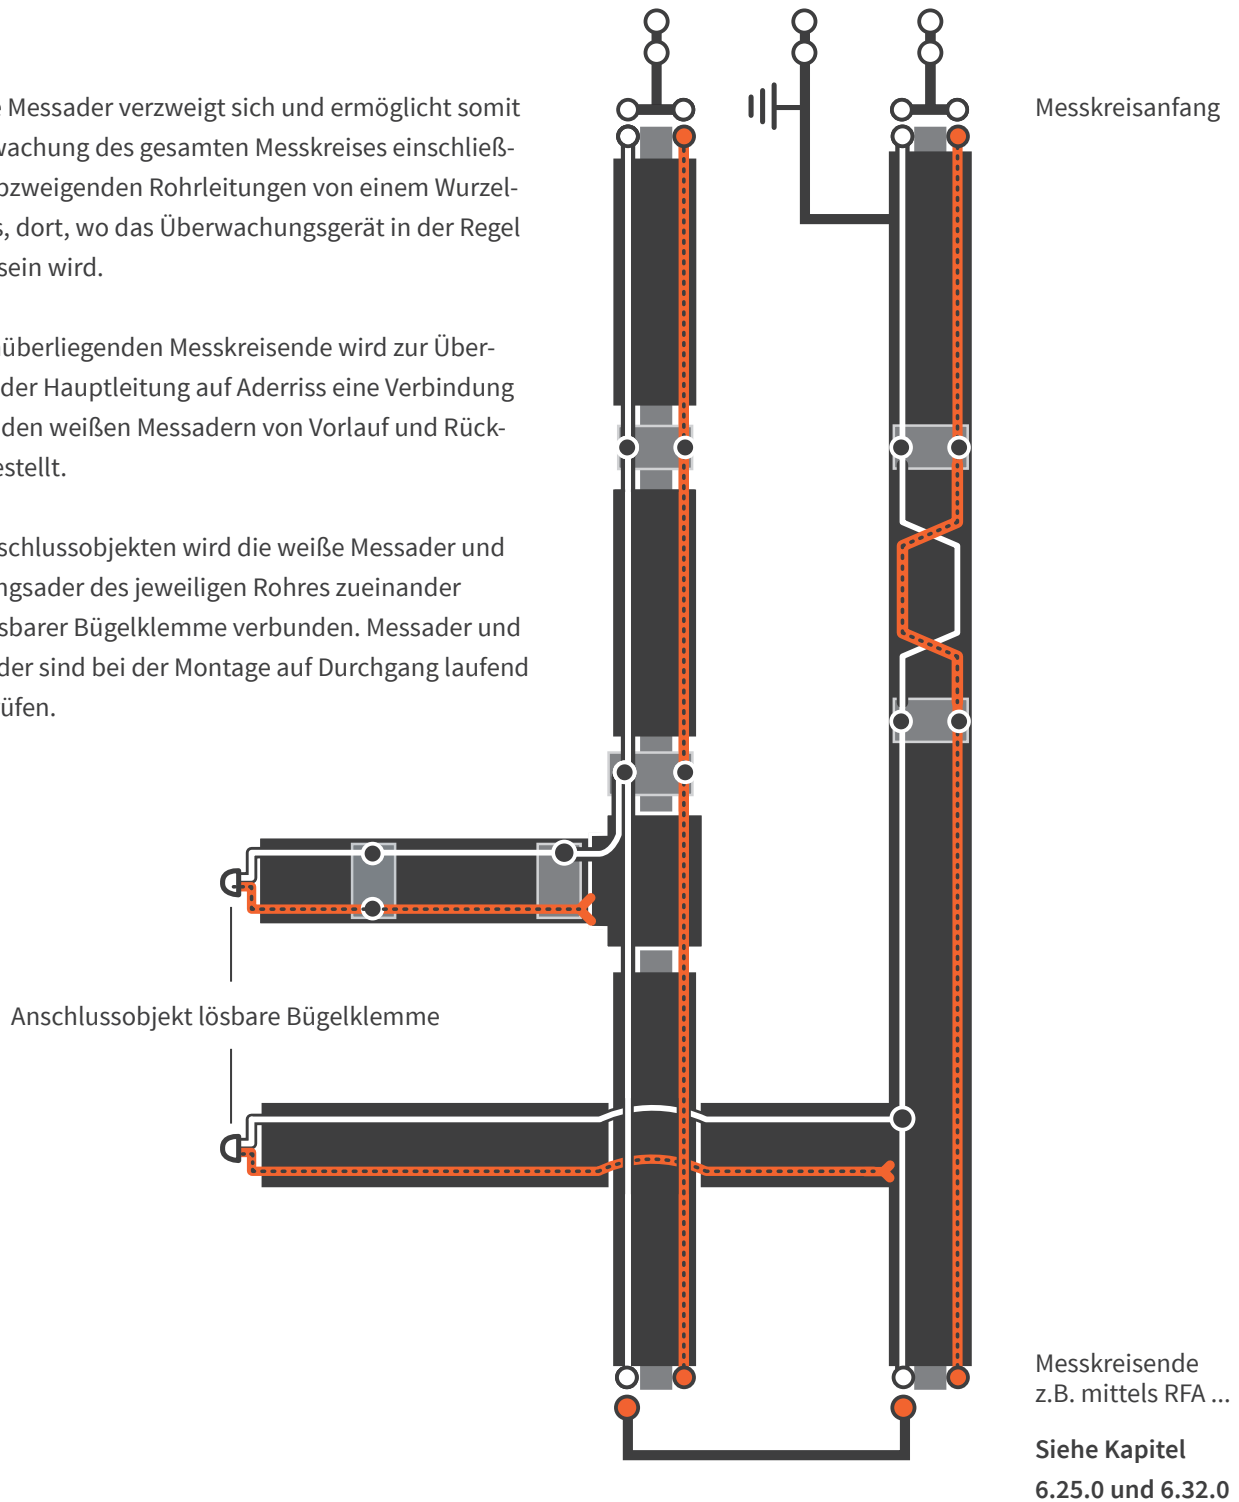 e Messader verzweigt sich und ermöglicht somit
wachung des gesamten Messkreises einschließ-
bzweigenden Rohrleitungen von einem Wurzel-
s, dort, wo das Überwachungsgerät in der Regel
sein wird.
überliegenden Messkreisende wird zur Über-
der Hauptleitung auf Aderriss eine Verbindung
den weißen Messadern von Vorlauf und Rück-
estellt.
schlussobjekten wird die weiße Messader und
ngsader des jeweiligen Rohres zueinander
sbarer Bügelklemme verbunden. Messader und
der sind bei der Montage auf Durchgang laufend
üfen.
Messkreisanfang
Anschlussobjekt lösbare Bügelklemme
Messkreisende
z.B. mittels RFA ...
Siehe Kapitel
6.25.0 und 6.32.0